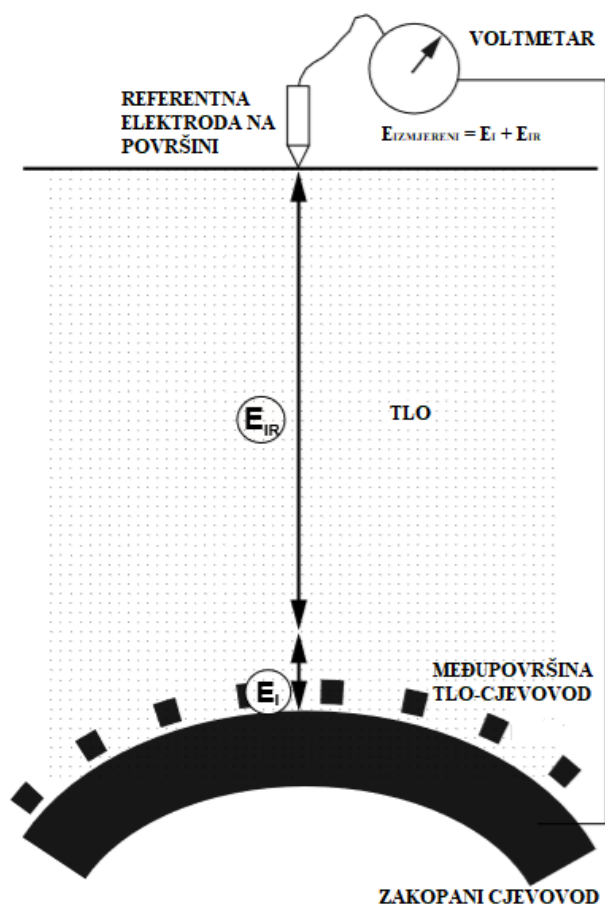 VOLTMETAR
REFERENTNA
ELEKTRODA NA
POVRŠINI
EIZMJERENI = EI + EIR
EIR
TLO
MEĐUPOVRŠINA
TLO-CJEVOVOD
EI
ZAKOPANI CJEVOVOD